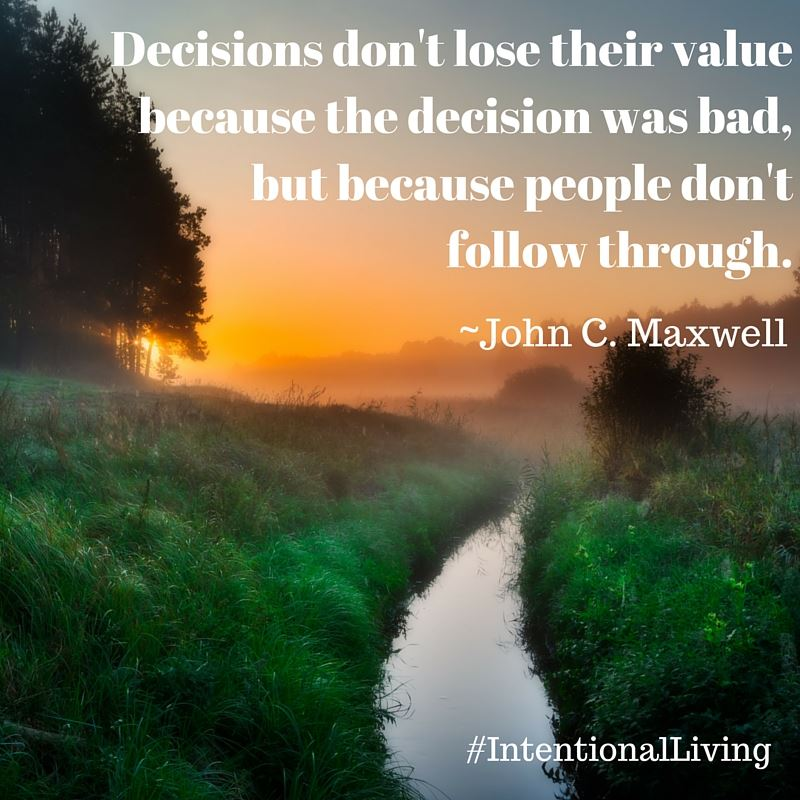 Decisions don't lose their value
because the decision was bad,
but because people don't
follow through.
~John C. Maxwell
#IntentionalLiving